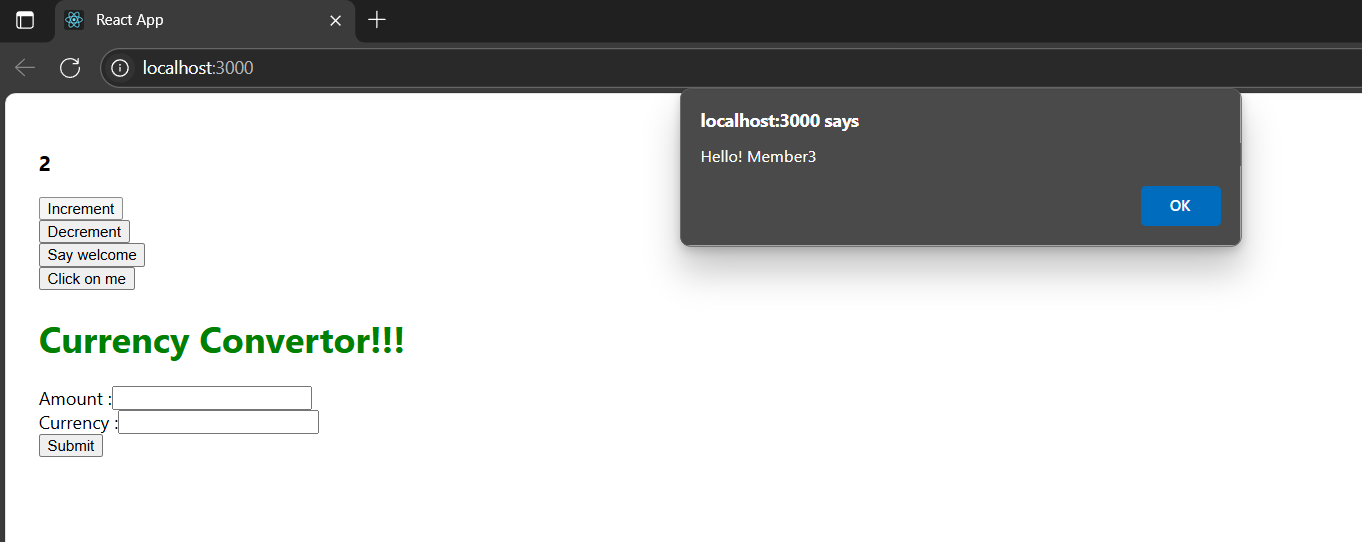 React App
localhost:3000
localhost:3000 says
Hello! Member3
OK
2
Increment
Decrement
Say welcome
Click on me
Currency Convertor!!!
Amount :
Currency :
Submit